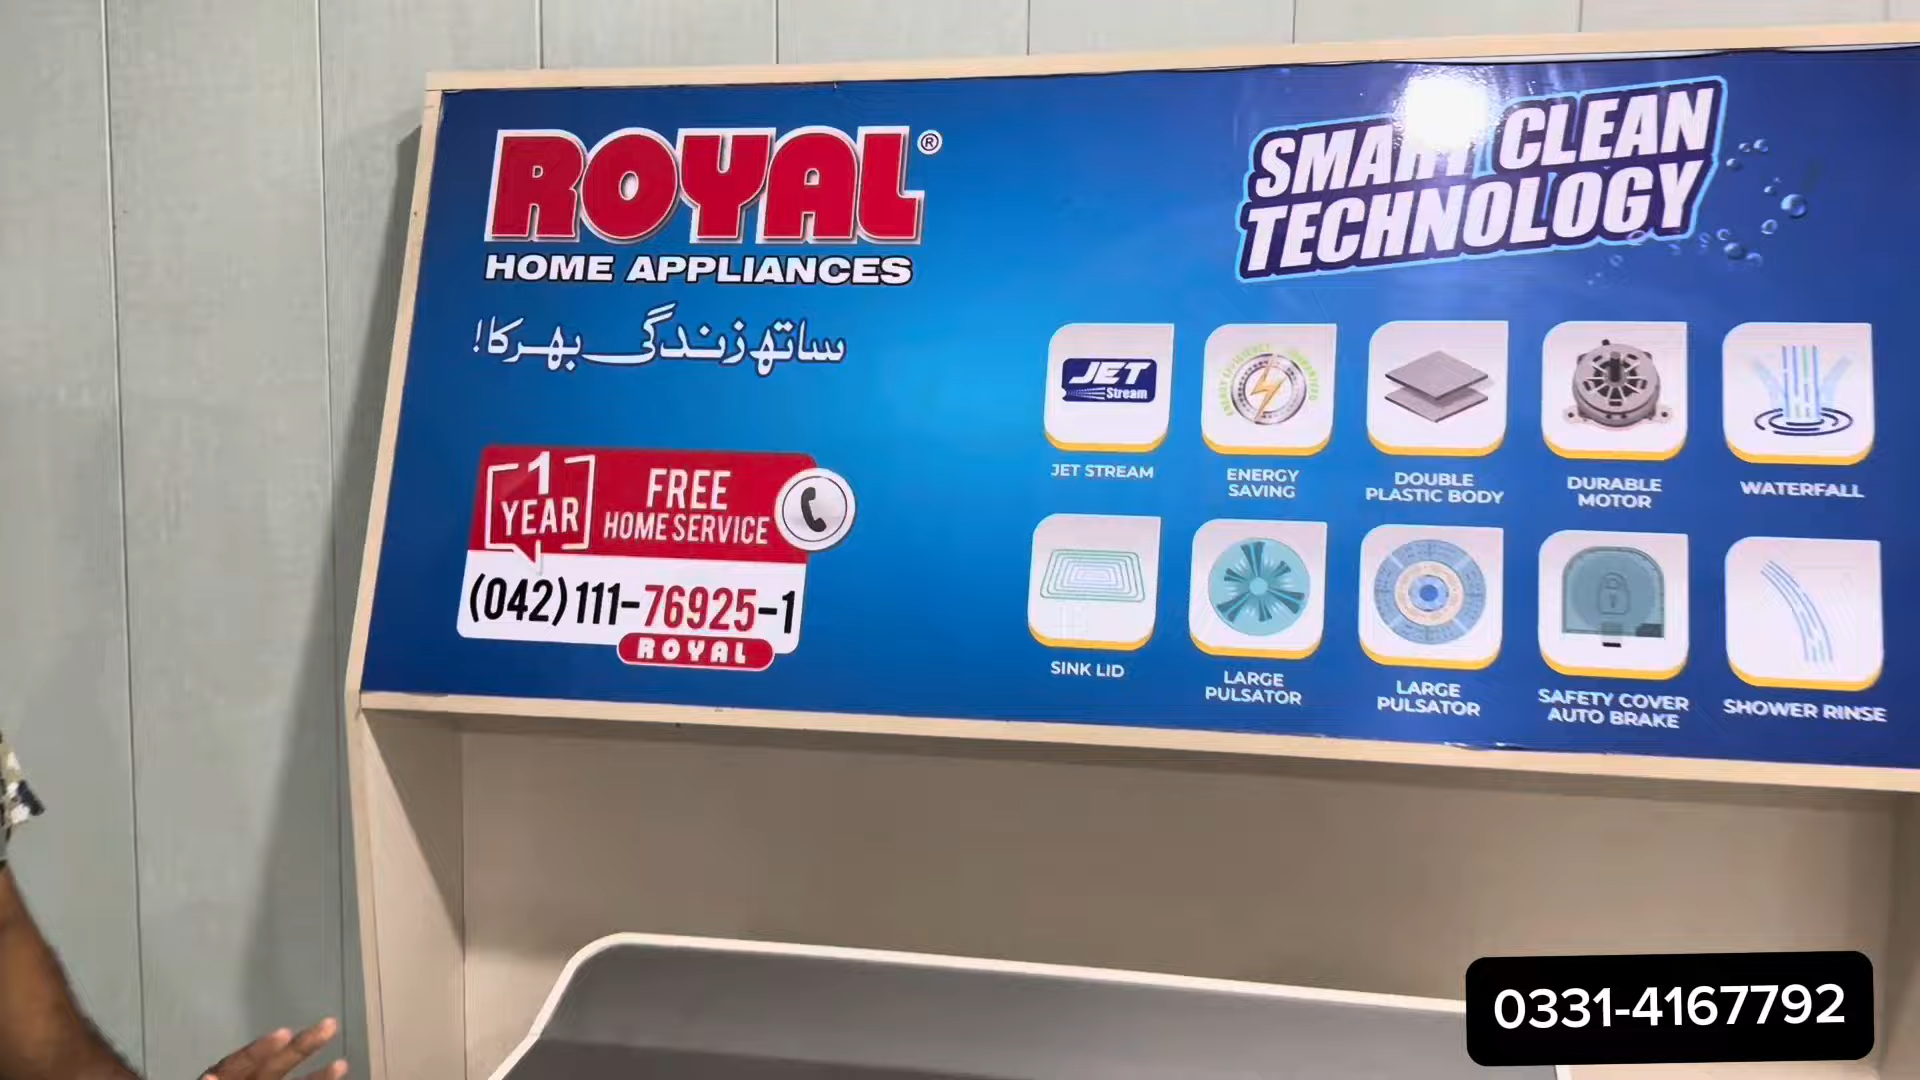 ROYAL®
HOME APPLIANCES
ساتھ زندگی بھر کا!
1
YEAR
FREE
HOME SERVICE
(042) 111-76925-1
ROYAL
SMART CLEAN
TECHNOLOGY
JET
Stream
JET STREAM
ENERGY
SAVING
DOUBLE
PLASTIC BODY
DURABLE
MOTOR
WATERFALL
SINK LID
LARGE
PULSATOR
LARGE
PULSATOR
SAFETY COVER
AUTO BRAKE
SHOWER RINSE
0331-4167792